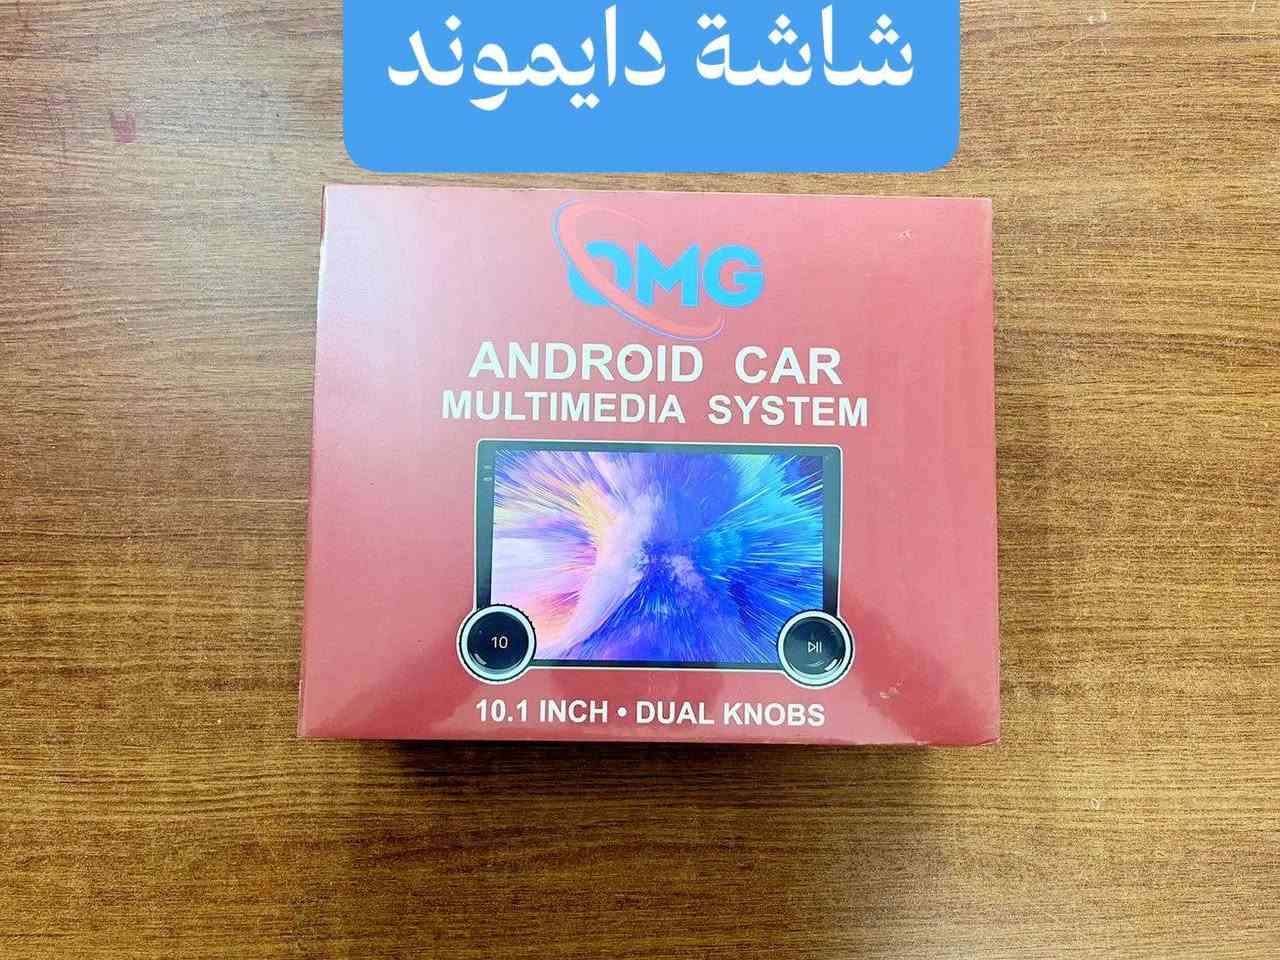 شاشة دايموند
OMG
ANDROID CAR
MULTIMEDIA SYSTEM
10
10.1 INCH • DUAL KNOBS